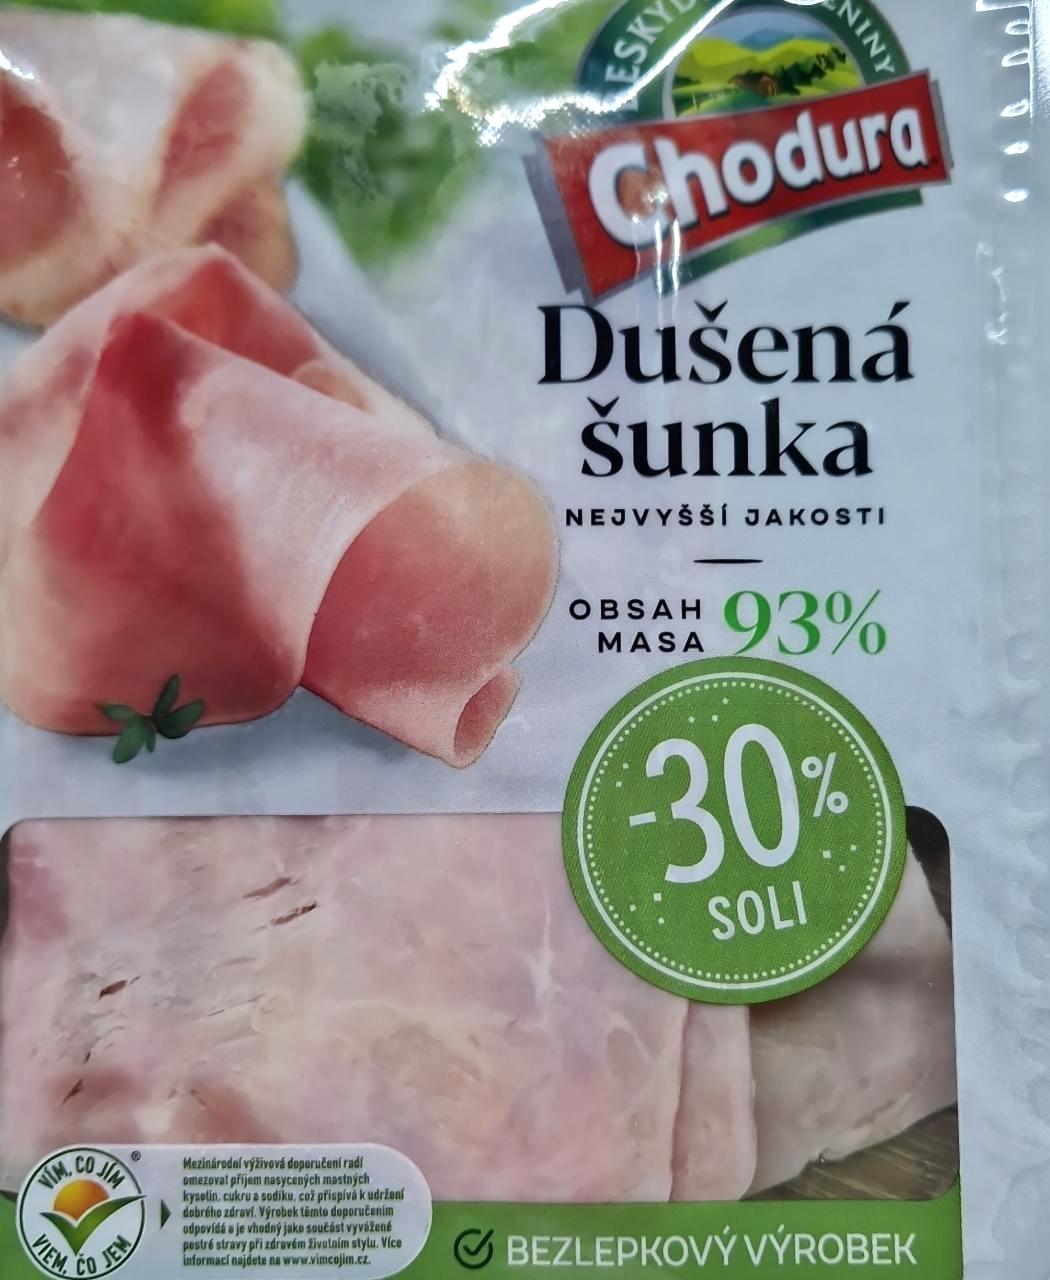 Chodura
Dušená
šunka
NEJVYŠŠÍ JAKOSTI
OBSAH
MASA
93%
-30%
SOLI
VÍM, CO JÍM
VIEM, ČO JEM
®
Mezinárodní výživová doporučení radí
omezovat příjem nasycených mastných
kyselin, cukru a sodíku, což přispívá k udržení
dobrého zdraví. Výrobek těmto doporučením
odpovídá a je vhodný jako součást vyvážené
pestré stravy při zdravém životním stylu. Více
informací najdete na www.vimcojim.cz.
BEZLEPKOVÝ VÝROBEK